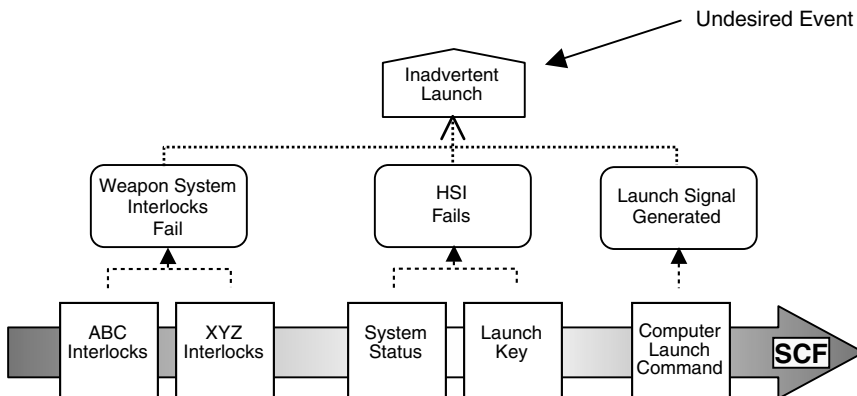 Undesired Event
Inadvertent
Launch
Weapon System
Interlocks
Fail
HSI
Fails
Launch Signal
Generated
ABC
Interlocks
XYZ
Interlocks
System
Status
Launch
Key
Computer
Launch
Command
SCF